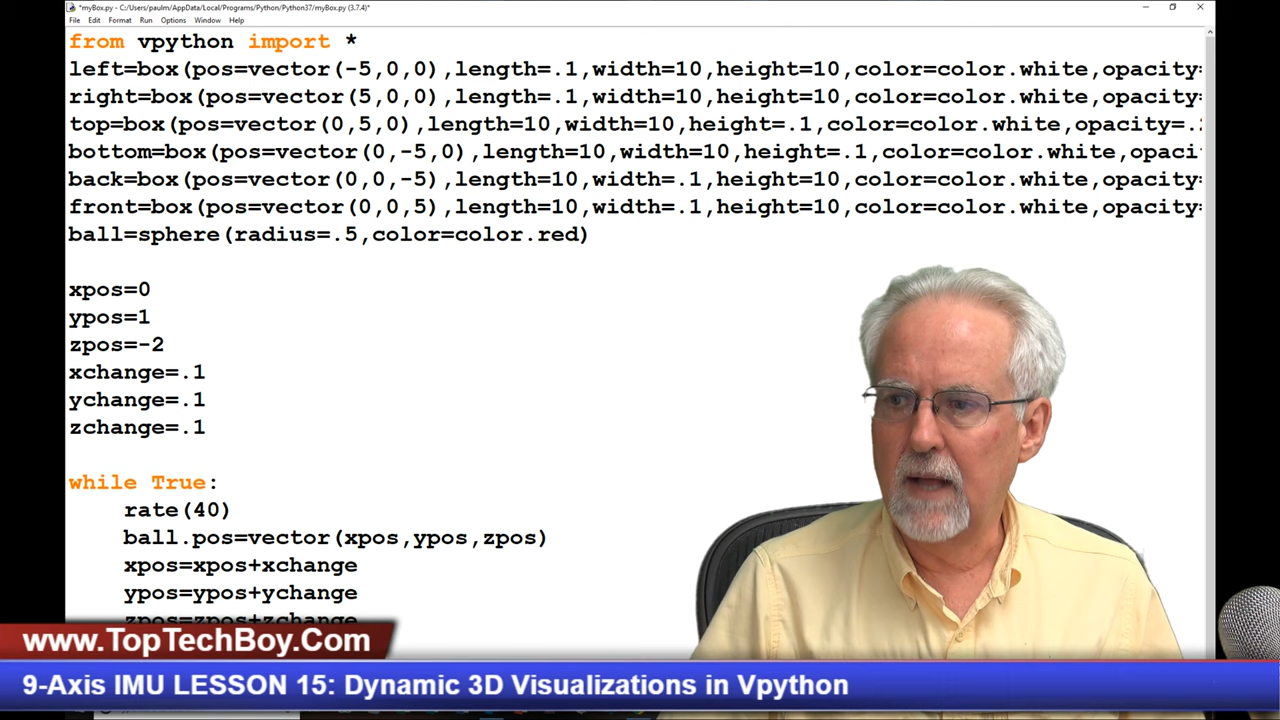 *myBox.py - C:/Users/paulm/AppData/Local/Programs/Python/Python37/myBox.py (3.7.4)*
File Edit Format Run Options Window Help
from vpython import *
left=box(pos=vector(-5,0,0),length=.1,width=10,height=10,color=color.white,opacity=
right=box(pos=vector(5,0,0),length=.1,width=10,height=10,color=color.white,opacity=
top=box(pos=vector(0,5,0),length=10,width=10,height=.1,color=color.white,opacity=.
bottom=box(pos=vector(0,-5,0),length=10,width=10,height=.1,color=color.white,opaci
back=box(pos=vector(0,0,-5),length=10,width=.1,height=10,color=color.white,opacity=
front=box(pos=vector(0,0,5),length=10,width=.1,height=10,color=color.white,opacity=
ball=sphere(radius=.5,color=color.red)
xpos=0
ypos=1
zpos=-2
xchange=.1
ychange=.1
zchange=.1
while True:
rate(40)
ball.pos=vector(xpos,ypos,zpos)
xpos=xpos+xchange
ypos=ypos+ychange
zpos=zpos+zchange
www.TopTechBoy.Com
9-Axis IMU LESSON 15: Dynamic 3D Visualizations in Vpython